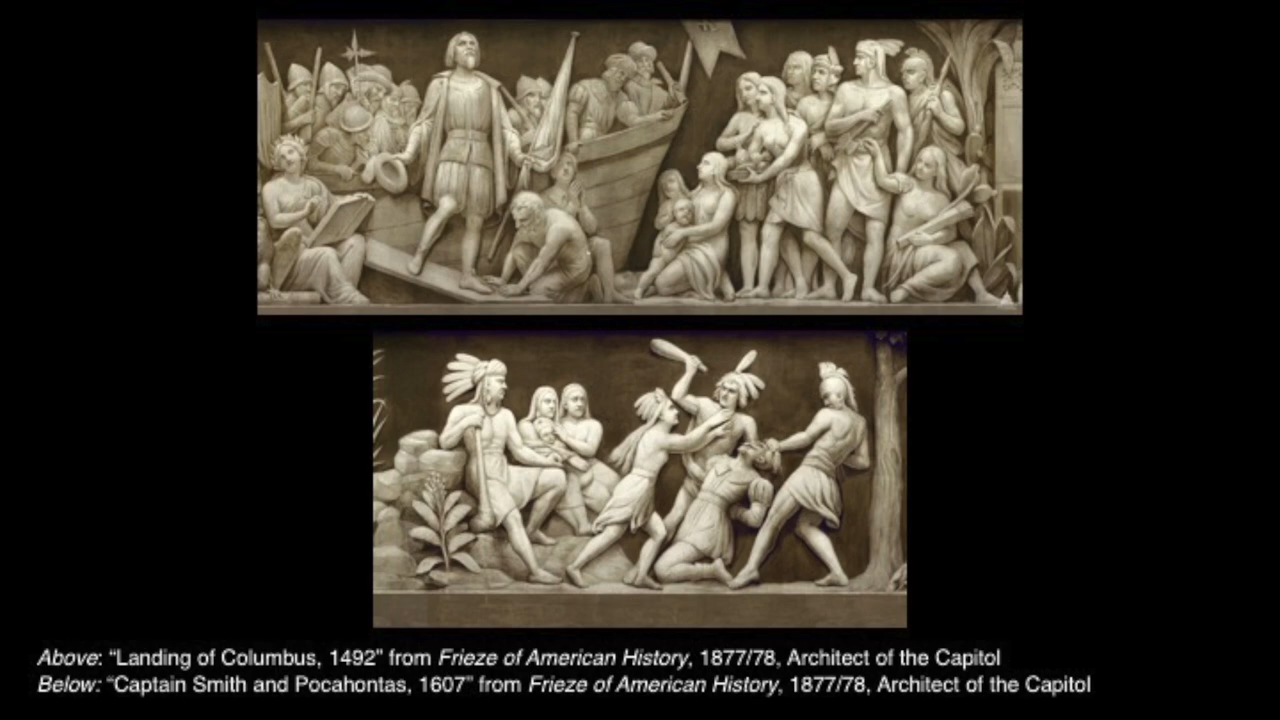 Above: “Landing of Columbus, 1492” from Frieze of American History, 1877/78, Architect of the Capitol
Below: “Captain Smith and Pocahontas, 1607” from Frieze of American History, 1877/78, Architect of the Capitol